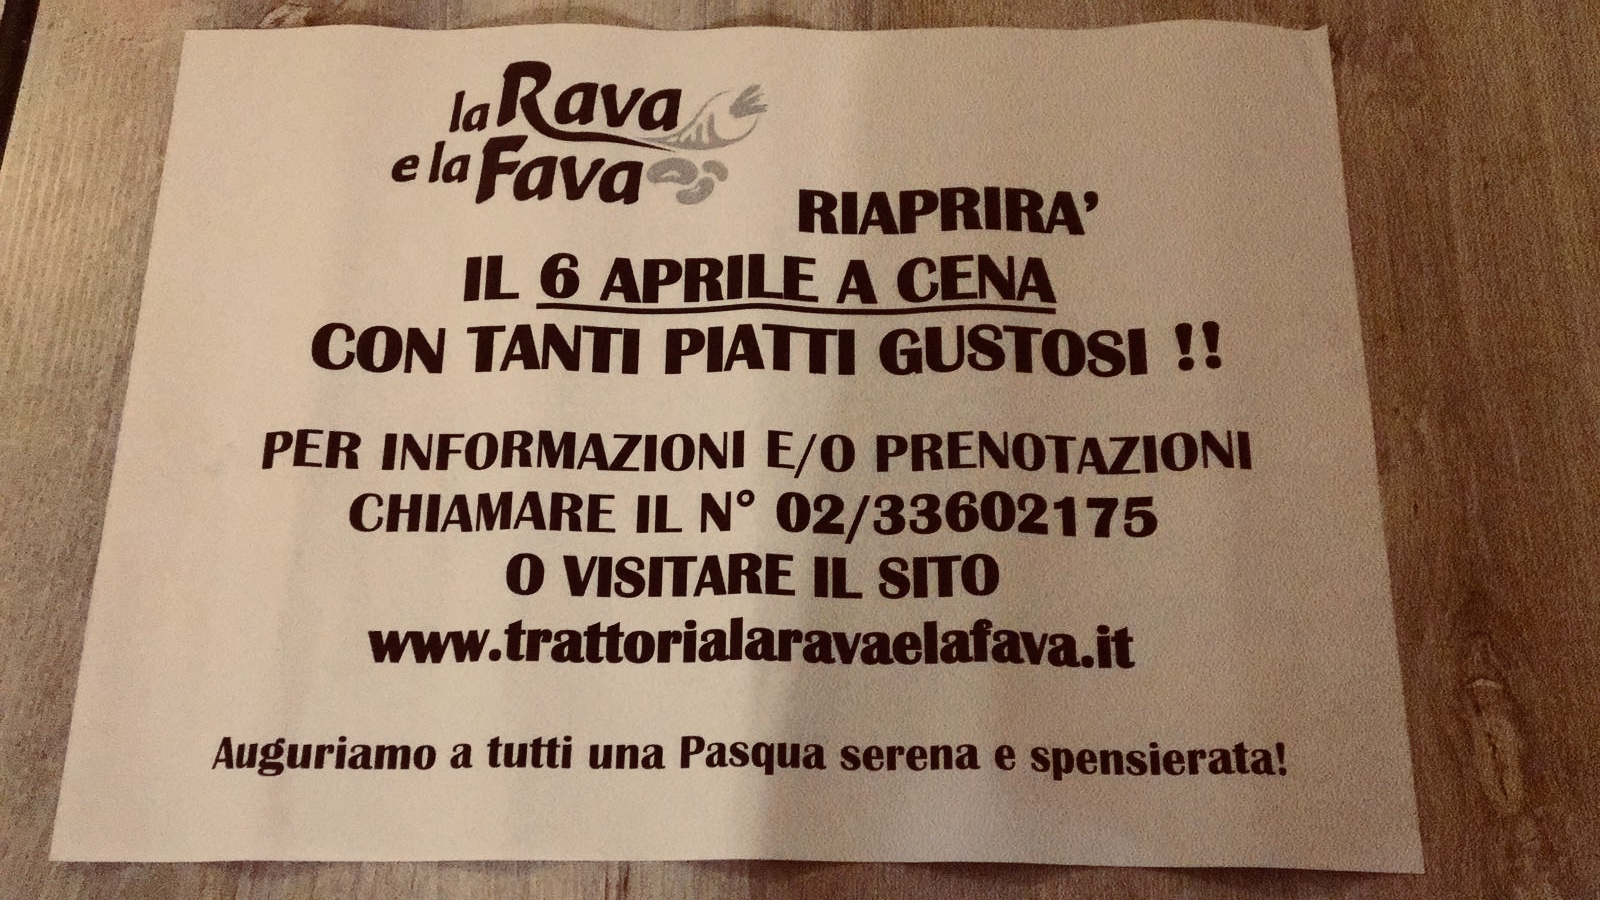 la Rava
e la Fava
RIAPRIRA'
IL 6 APRILE A CENA
CON TANTI PIATTI GUSTOSI !!
PER INFORMAZIONI E/O PRENOTAZIONI
CHIAMARE IL N° 02/33602175
O VISITARE IL SITO
www.trattorialaravaelafava.it
Auguriamo a tutti una Pasqua serena e spensierata!